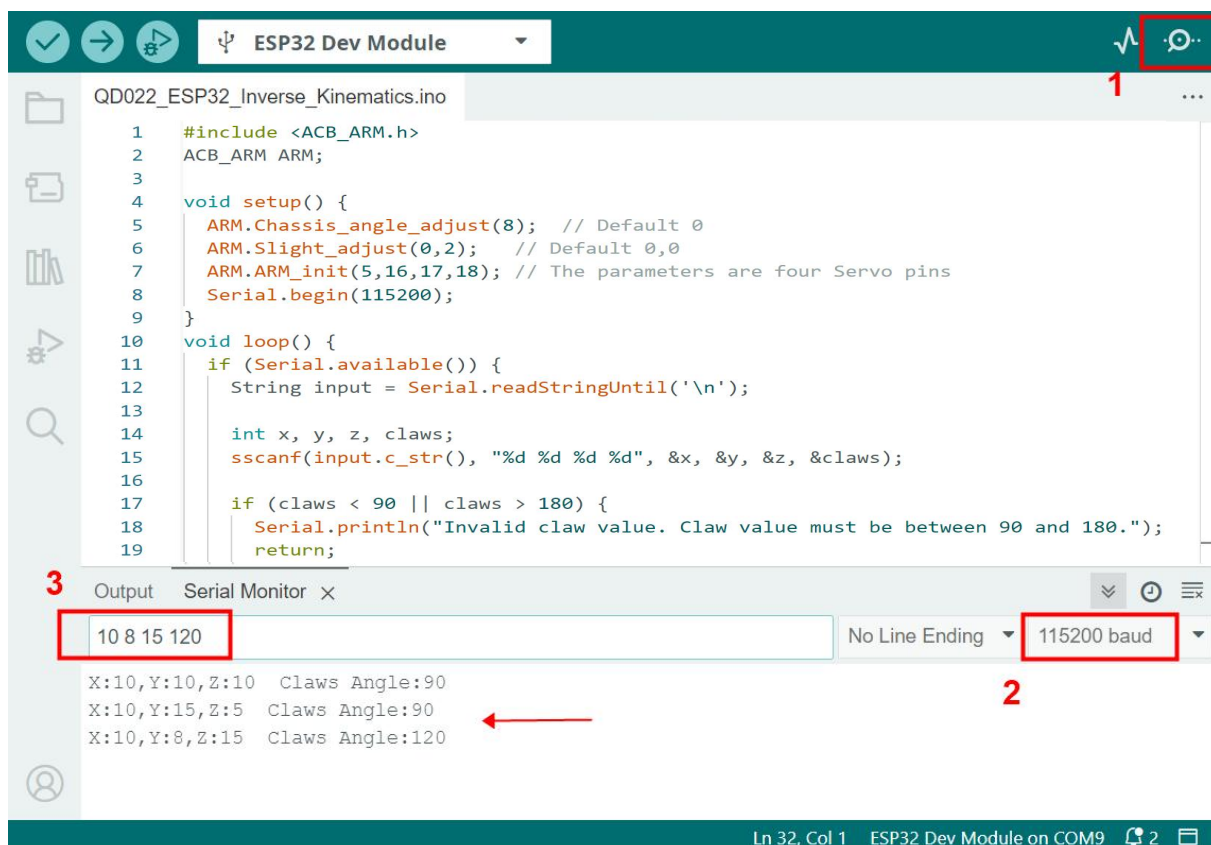 ESP32 Dev Module
1
QD022_ESP32_Inverse_Kinematics.ino
...
1 #include <ACB_ARM.h>
2 ACB_ARM ARM;
3
4 void setup() {
5 ARM.Chassis_angle_adjust(8); // Default 0
6 ARM.Slight_adjust(0,2); // Default 0,0
7 ARM.ARM_init(5,16,17,18); // The parameters are four Servo pins
8 Serial.begin(115200);
9 }
10 void loop() {
11 if (Serial.available()) {
12 String input = Serial.readStringUntil('\n');
13
14 int x, y, z, claws;
15 sscanf(input.c_str(), "%d %d %d %d", &x, &y, &z, &claws);
16
17 if (claws < 90 || claws > 180) {
18 Serial.println("Invalid claw value. Claw value must be between 90 and 180.");
19 return;
3
Output Serial Monitor ×
10 8 15 120 No Line Ending 115200 baud
2
X:10,Y:10,Z:10 Claws Angle:90
X:10,Y:15,Z:5 Claws Angle:90
X:10,Y:8,Z:15 Claws Angle:120
Ln 32, Col 1 ESP32 Dev Module on COM9 2